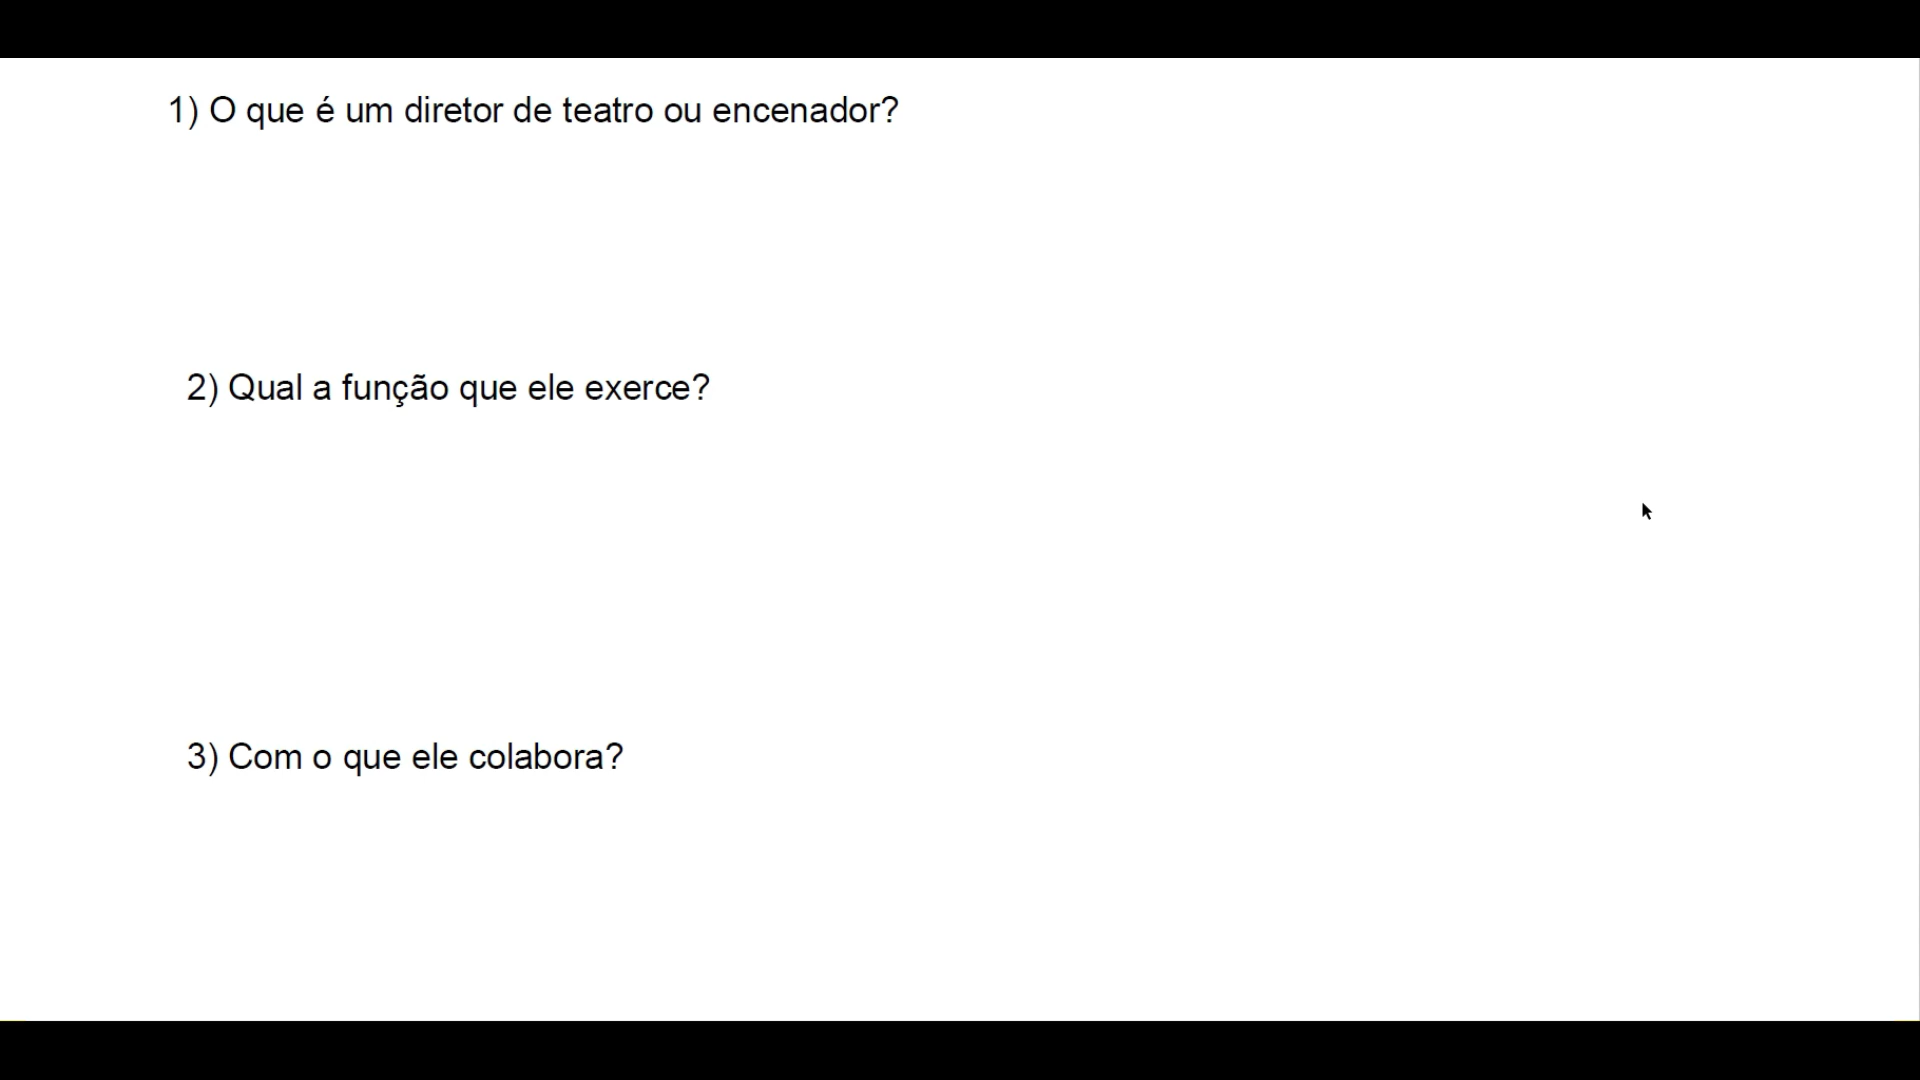 1) O que é um diretor de teatro ou encenador?
2) Qual a função que ele exerce?
3) Com o que ele colabora?